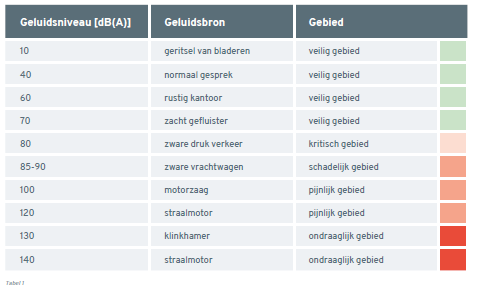 Geluidsniveau [dB(A)] Geluidsbron Gebied
10 geritsel van bladeren veilig gebied
40 normaal gesprek veilig gebied
60 rustig kantoor veilig gebied
70 zacht gefluister veilig gebied
80 zware druk verkeer kritisch gebied
85-90 zware vrachtwagen schadelijk gebied
100 motorzaag pijnlijk gebied
120 straalmotor pijnlijk gebied
130 klinkhamer ondraaglijk gebied
140 straalmotor ondraaglijk gebied
Tabel 1